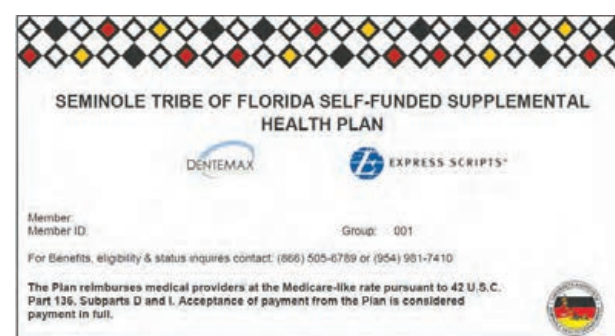 SEMINOLE TRIBE OF FLORIDA SELF-FUNDED SUPPLEMENTAL
HEALTH PLAN
DENTEMAX
EXPRESS SCRIPTS®
Member:
Member ID:
Group: 001
For Benefits, eligibility & status inquires contact: (866) 505-6789 or (954) 981-7410
The Plan reimburses medical providers at the Medicare-like rate pursuant to 42 U.S.C.
Part 136. Subparts D and I. Acceptance of payment from the Plan is considered
payment in full.